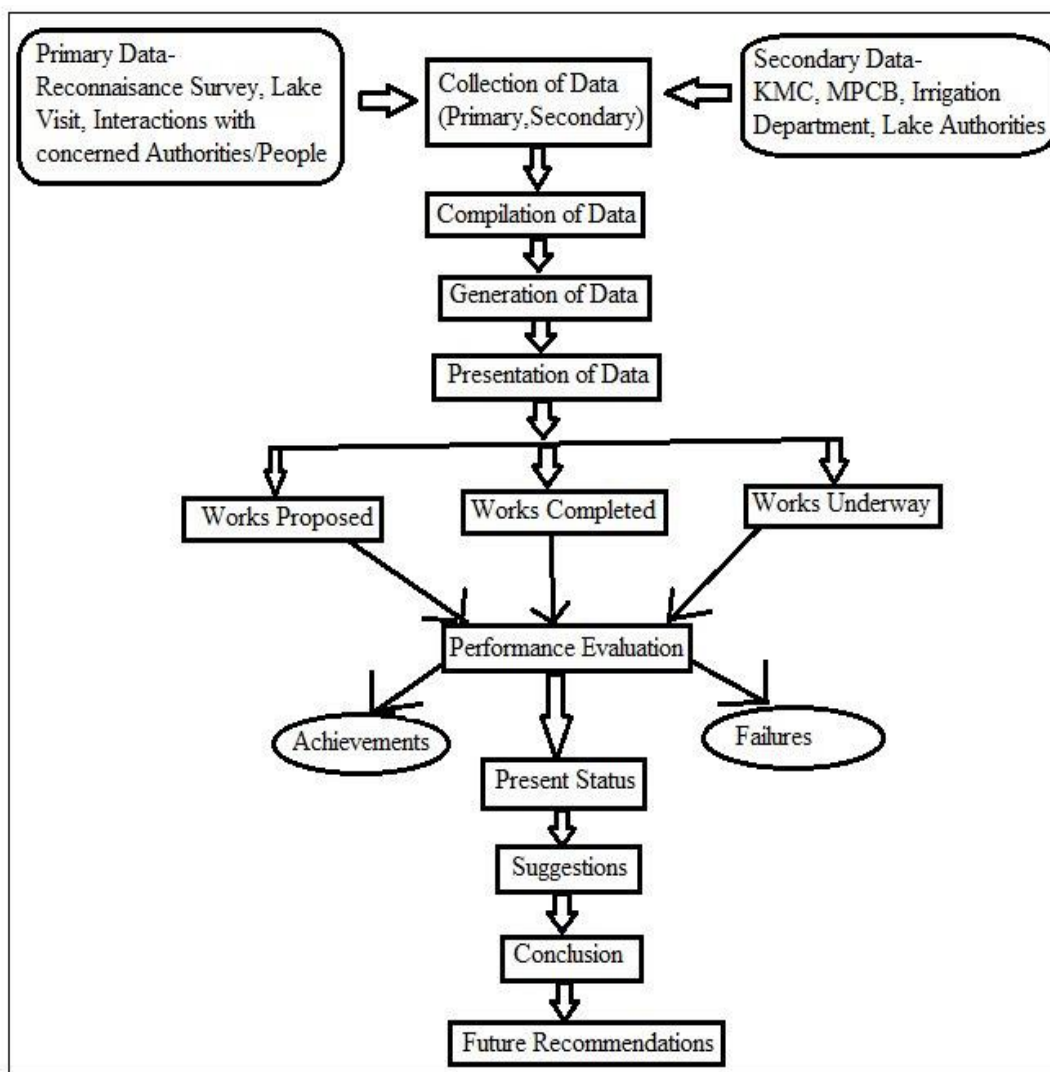 Primary Data-
Reconnaisance Survey, Lake
Visit, Interactions with
concerned Authorities/People
Collection of Data
(Primary,Secondary)
Secondary Data-
KMC, MPCB, Irrigation
Department, Lake Authorities
Compilation of Data
Generation of Data
Presentation of Data
Works Proposed
Works Completed
Works Underway
Performance Evaluation
Achievements
Failures
Present Status
Suggestions
Conclusion
Future Recommendations